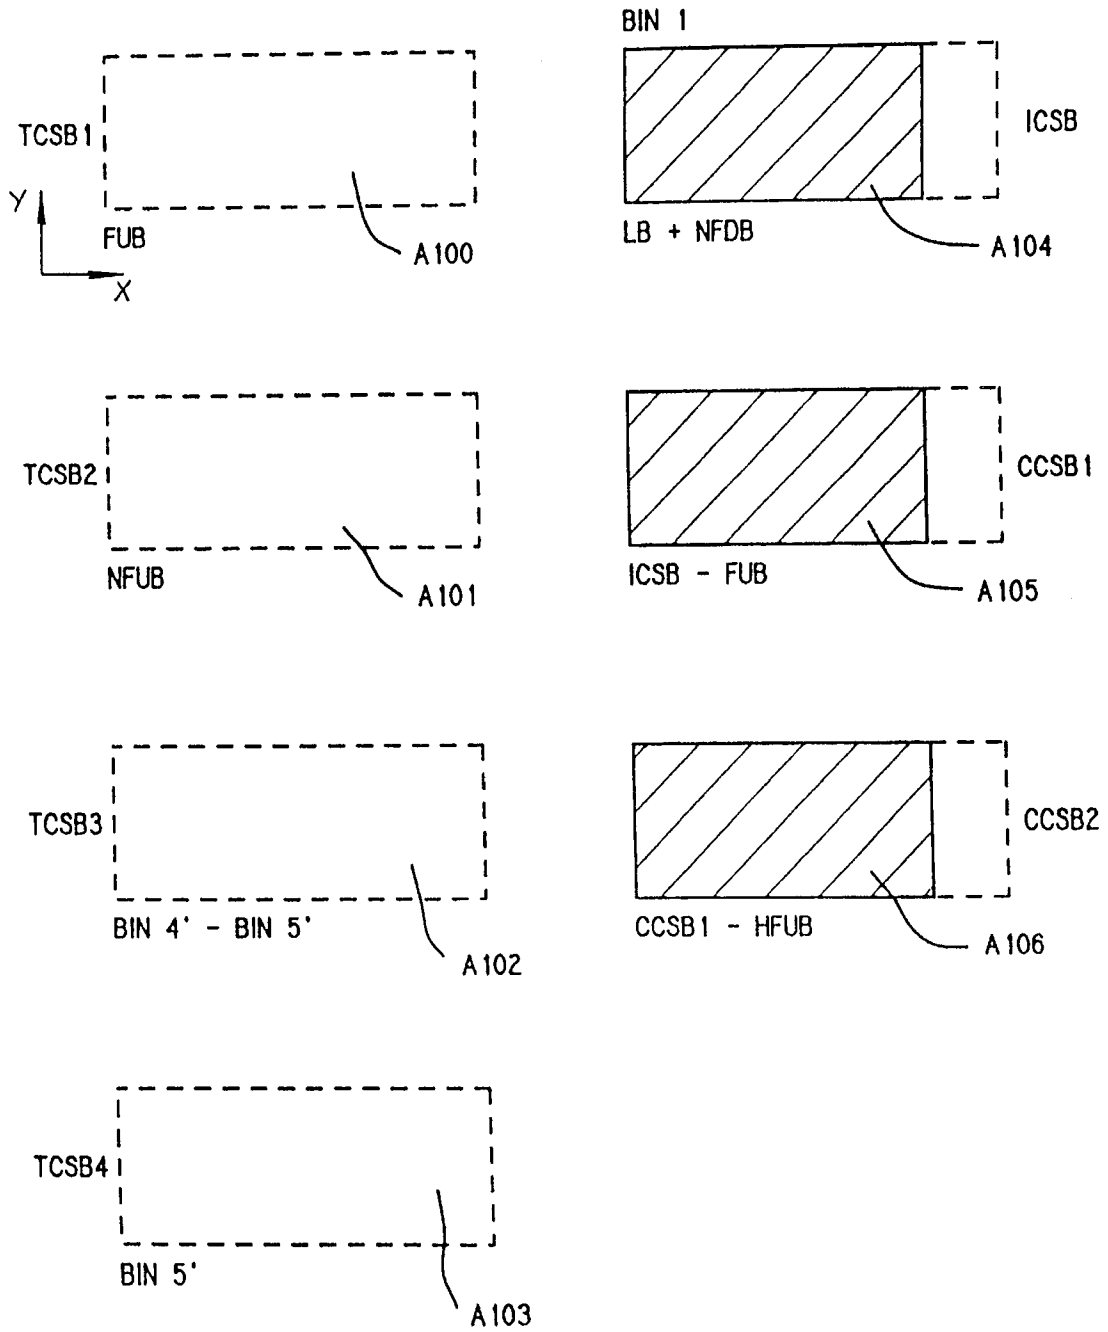 BIN 1
TCSB1
ICSB
Y
FUB
LB + NFDB
A100
A104
X
TCSB2
CCSB1
NFUB
ICSB - FUB
A101
A105
TCSB3
CCSB2
BIN 4' - BIN 5'
CCSB1 - HFUB
A102
A106
TCSB4
BIN 5'
A103